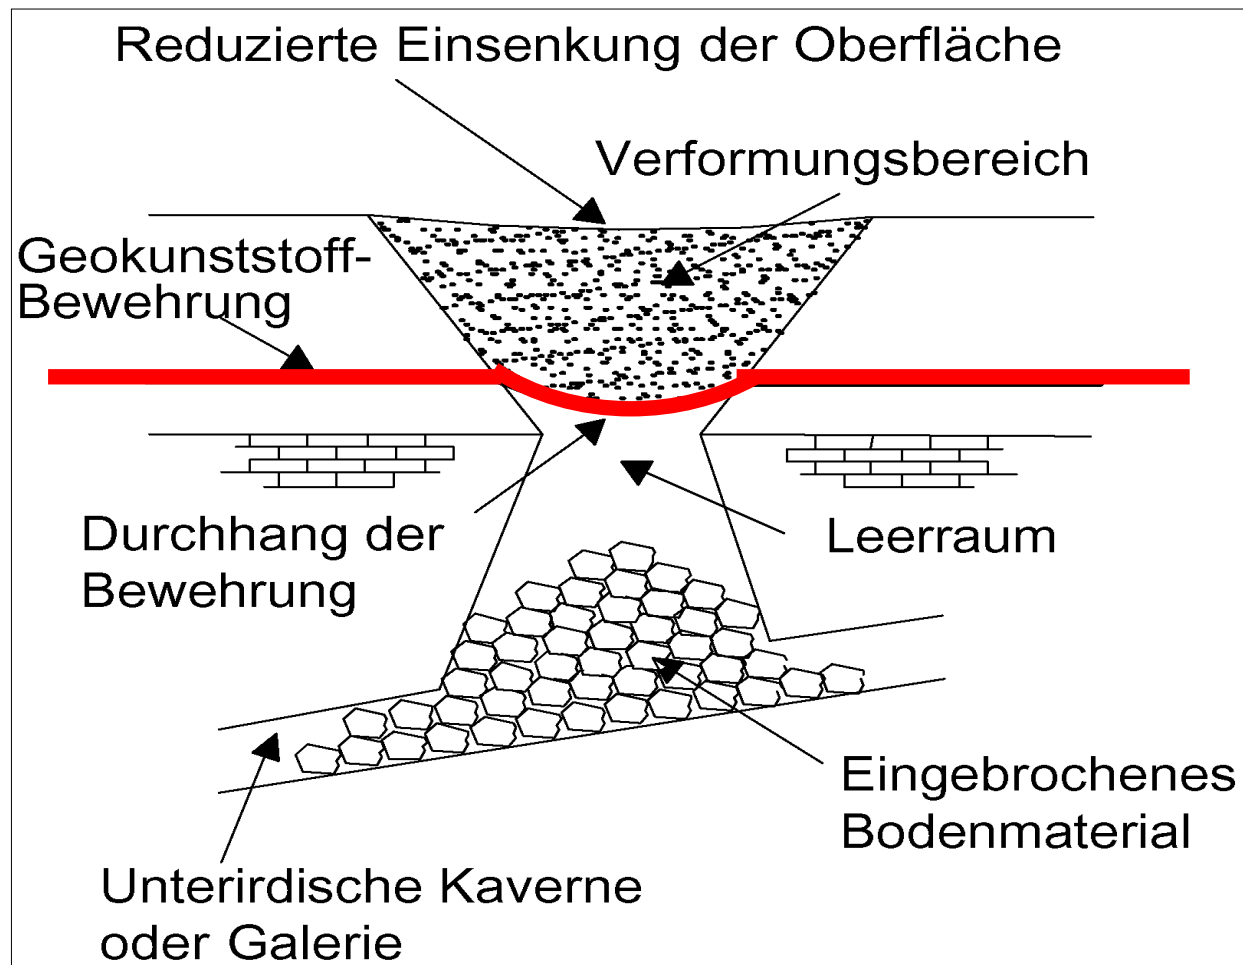 Reduzierte Einsenkung der Oberfläche
Verformungsbereich
Geokunststoff-
Bewehrung
Durchhang der
Bewehrung
Leerraum
Eingebrochenes
Bodenmaterial
Unterirdische Kaverne
oder Galerie